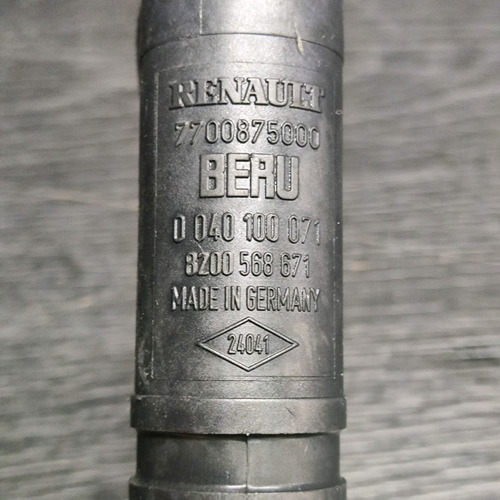 RENAULT
7700875000
BERU
0 040 100 071
8200 568 671
MADE IN GERMANY
24041